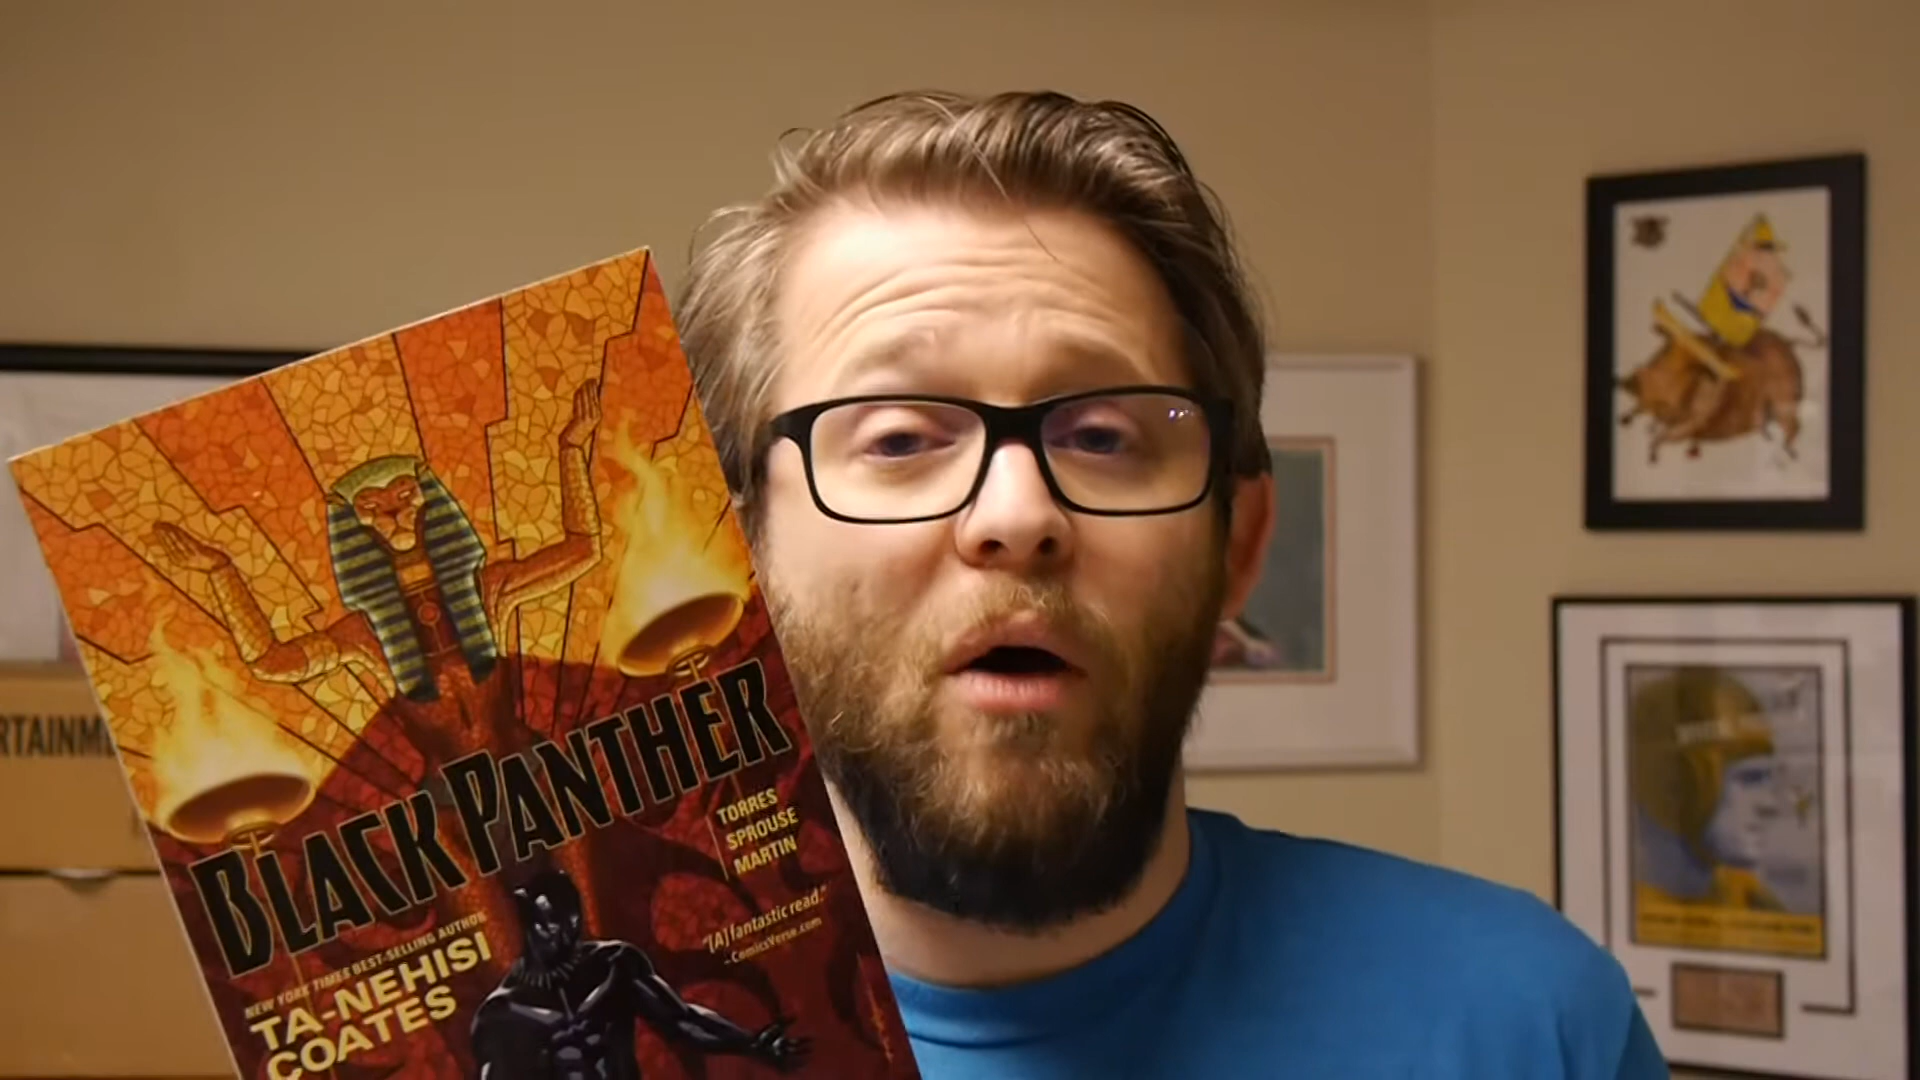 RTAINM
BLACK PANTHER
TORRES
SPROUSE
MARTIN
"[A] fantastic read."
- ComicsVerse.com
NEW YORK TIMES BEST-SELLING AUTHOR
TA-NEHISI
COATES